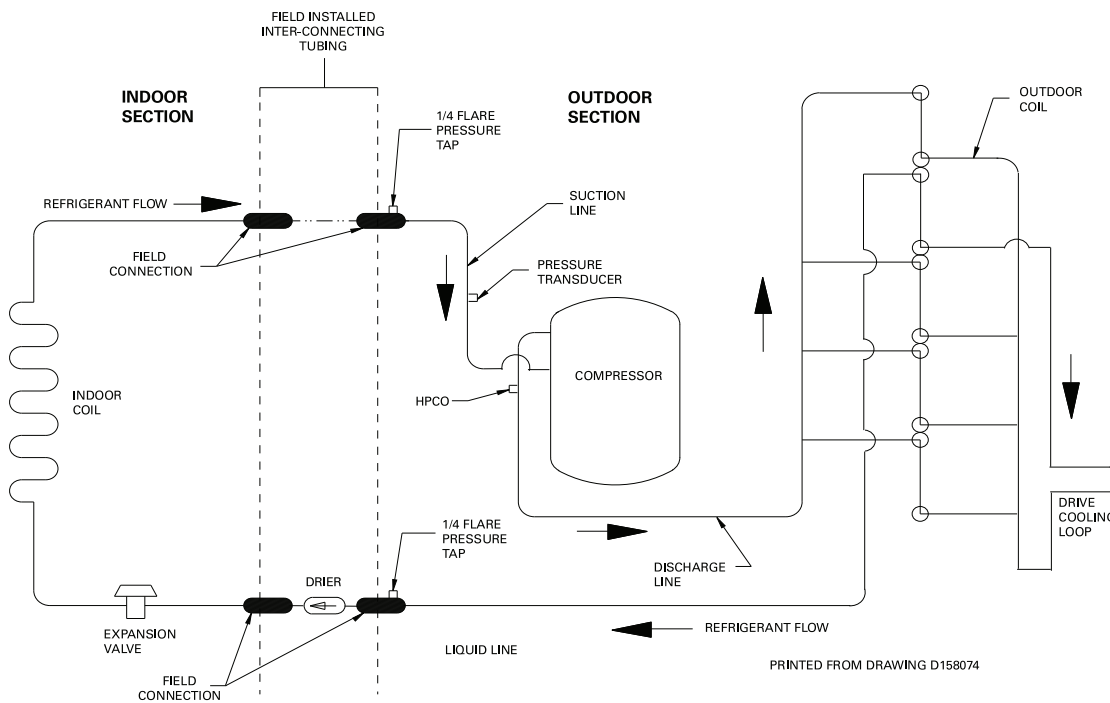 FIELD INSTALLED
INTER-CONNECTING
TUBING
INDOOR
SECTION
OUTDOOR
SECTION
1/4 FLARE
PRESSURE
TAP
OUTDOOR
COIL
REFRIGERANT FLOW
SUCTION
LINE
FIELD
CONNECTION
PRESSURE
TRANSDUCER
COMPRESSOR
INDOOR
COIL
HPCO
1/4 FLARE
PRESSURE
TAP
DRIVE
COOLING
LOOP
DISCHARGE
LINE
DRIER
EXPANSION
VALVE
REFRIGERANT FLOW
LIQUID LINE
PRINTED FROM DRAWING D158074
FIELD
CONNECTION